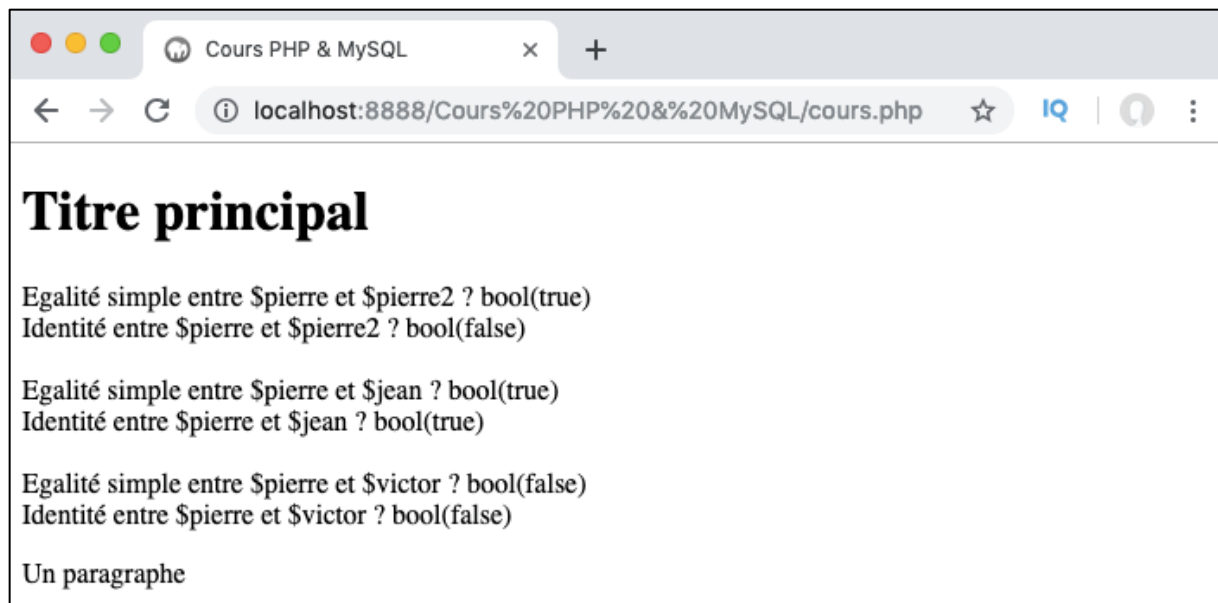 Cours PHP & MySQL
localhost:8888/Cours%20PHP%20&%20MySQL/cours.php
IQ
Titre principal
Egalité simple entre $pierre et $pierre2 ? bool(true)
Identité entre $pierre et $pierre2 ? bool(false)
Egalité simple entre $pierre et $jean ? bool(true)
Identité entre $pierre et $jean ? bool(true)
Egalité simple entre $pierre et $victor ? bool(false)
Identité entre $pierre et $victor ? bool(false)
Un paragraphe